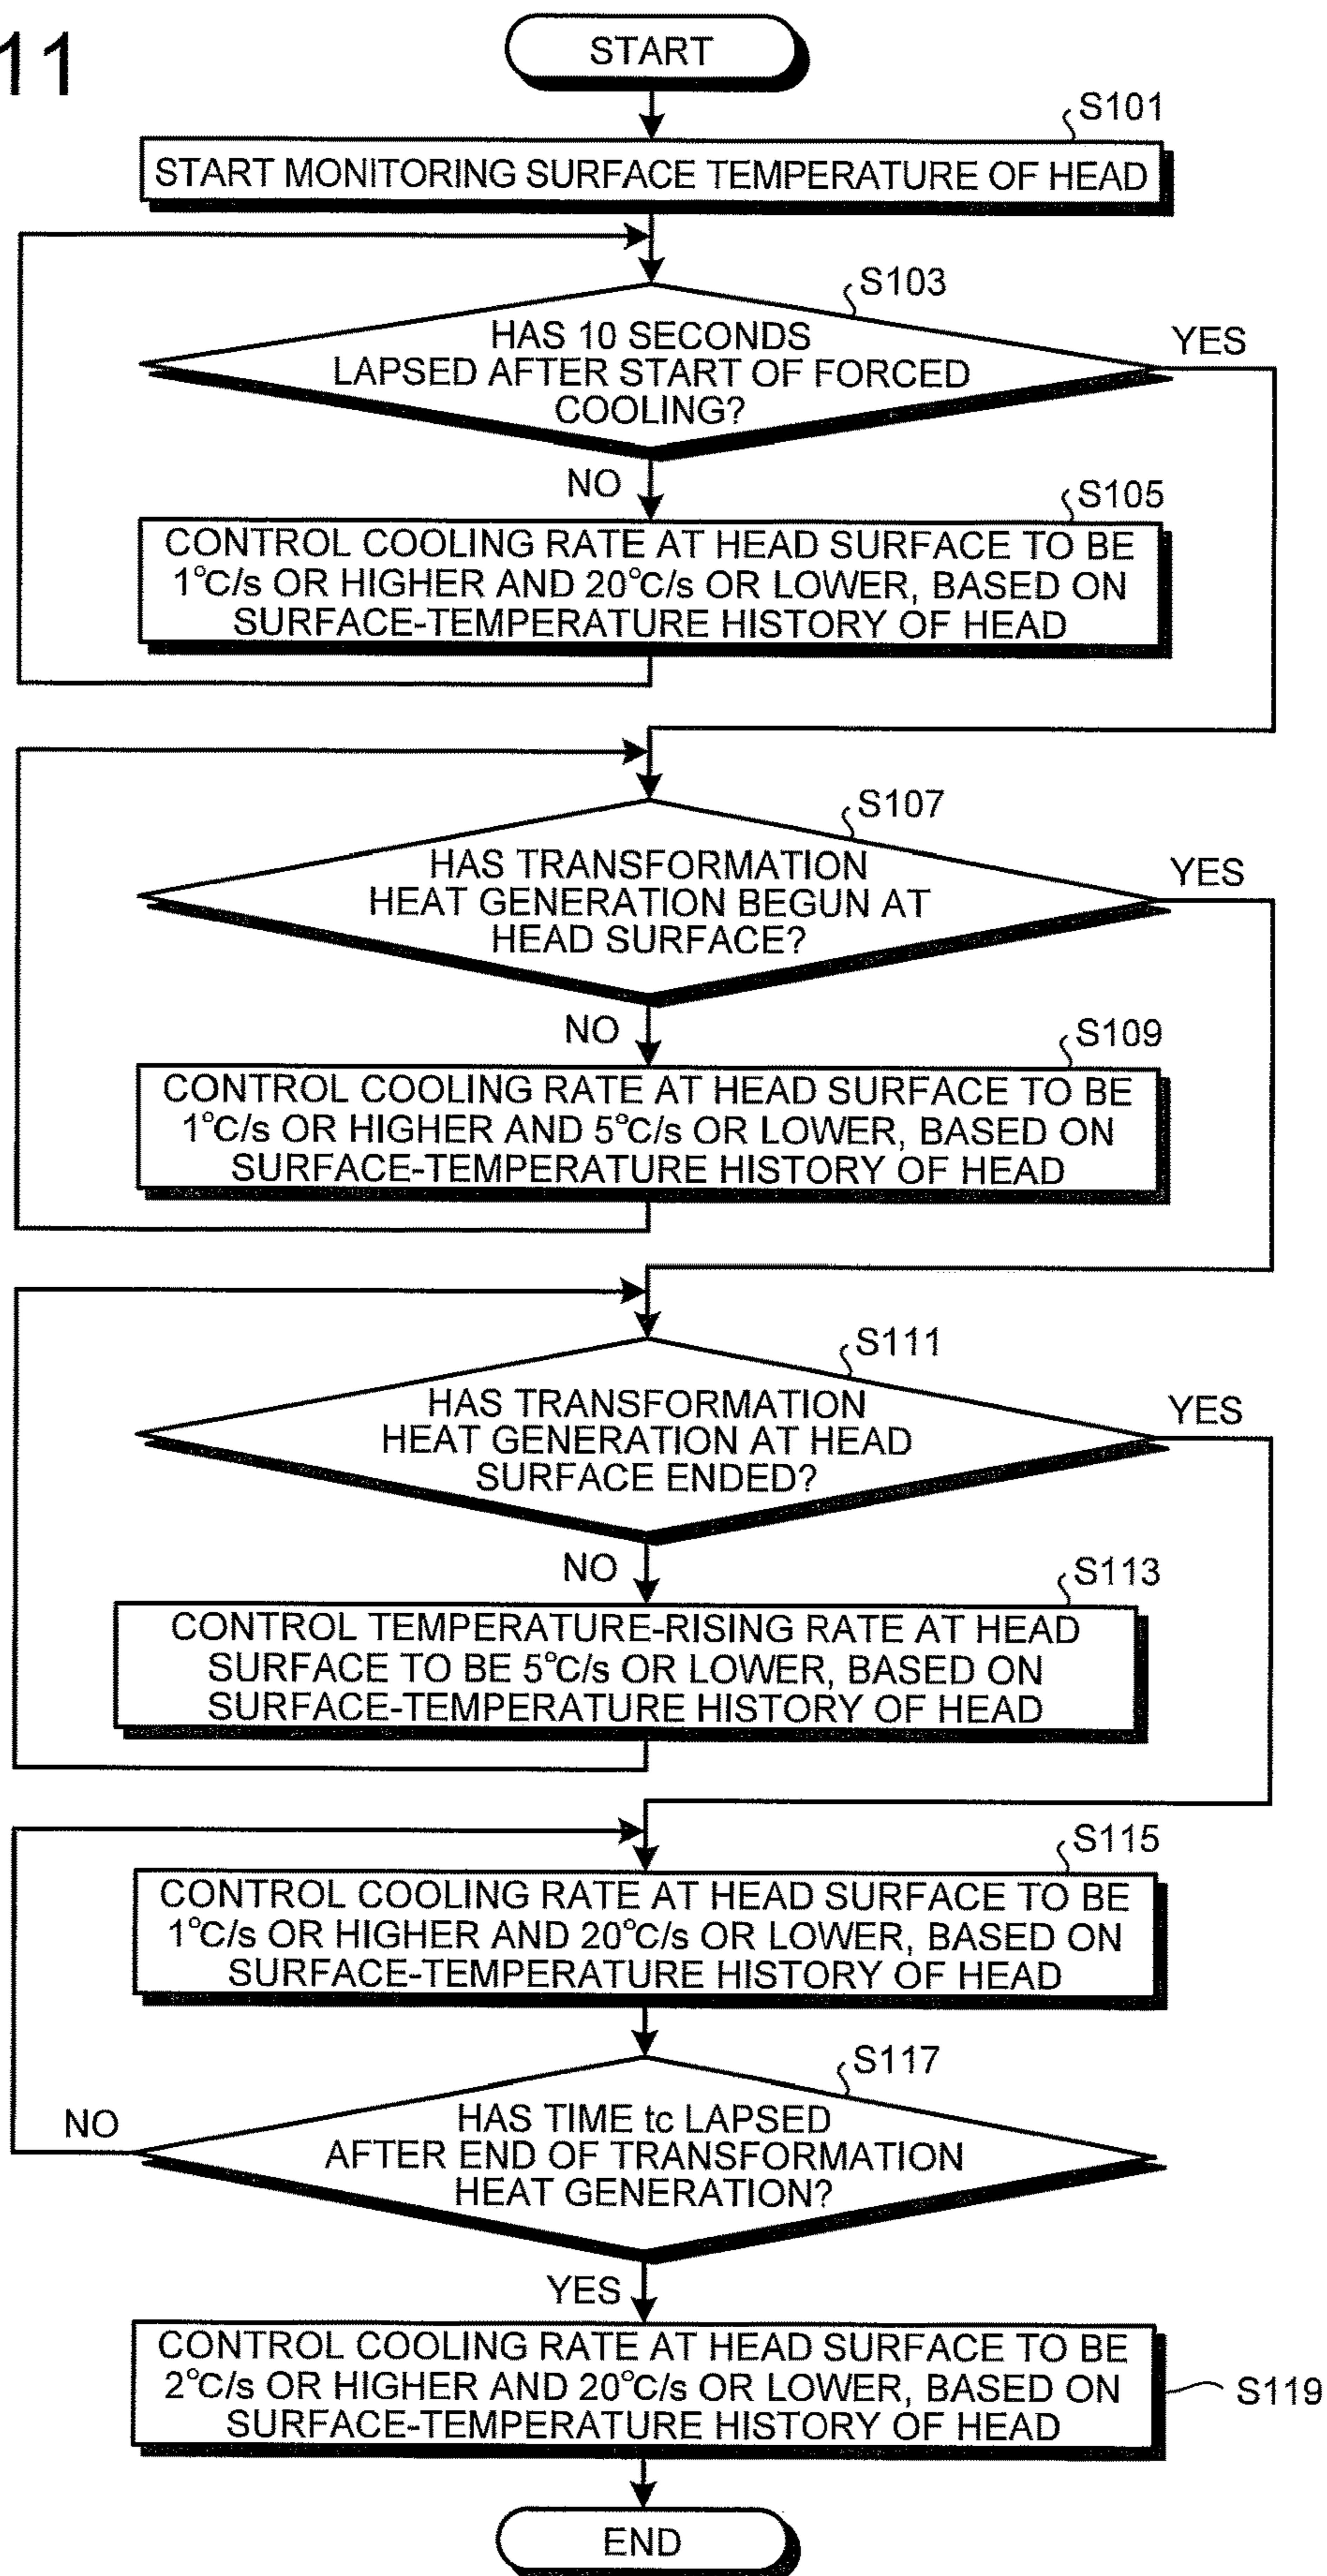 11
START
S101
START MONITORING SURFACE TEMPERATURE OF HEAD
S103
HAS 10 SECONDS
LAPSED AFTER START OF FORCED
COOLING?
YES
NO
S105
CONTROL COOLING RATE AT HEAD SURFACE TO BE
1°C/s OR HIGHER AND 20°C/s OR LOWER, BASED ON
SURFACE-TEMPERATURE HISTORY OF HEAD
S107
HAS TRANSFORMATION
HEAT GENERATION BEGUN AT
HEAD SURFACE?
YES
NO
S109
CONTROL COOLING RATE AT HEAD SURFACE TO BE
1°C/s OR HIGHER AND 5°C/s OR LOWER, BASED ON
SURFACE-TEMPERATURE HISTORY OF HEAD
S111
HAS TRANSFORMATION
HEAT GENERATION AT HEAD
SURFACE ENDED?
YES
NO
S113
CONTROL TEMPERATURE-RISING RATE AT HEAD
SURFACE TO BE 5°C/s OR LOWER, BASED ON
SURFACE-TEMPERATURE HISTORY OF HEAD
S115
CONTROL COOLING RATE AT HEAD SURFACE TO BE
1°C/s OR HIGHER AND 20°C/s OR LOWER, BASED ON
SURFACE-TEMPERATURE HISTORY OF HEAD
S117
HAS TIME tc LAPSED
AFTER END OF TRANSFORMATION
HEAT GENERATION?
NO
YES
CONTROL COOLING RATE AT HEAD SURFACE TO BE
2°C/s OR HIGHER AND 20°C/s OR LOWER, BASED ON
SURFACE-TEMPERATURE HISTORY OF HEAD
S119
END